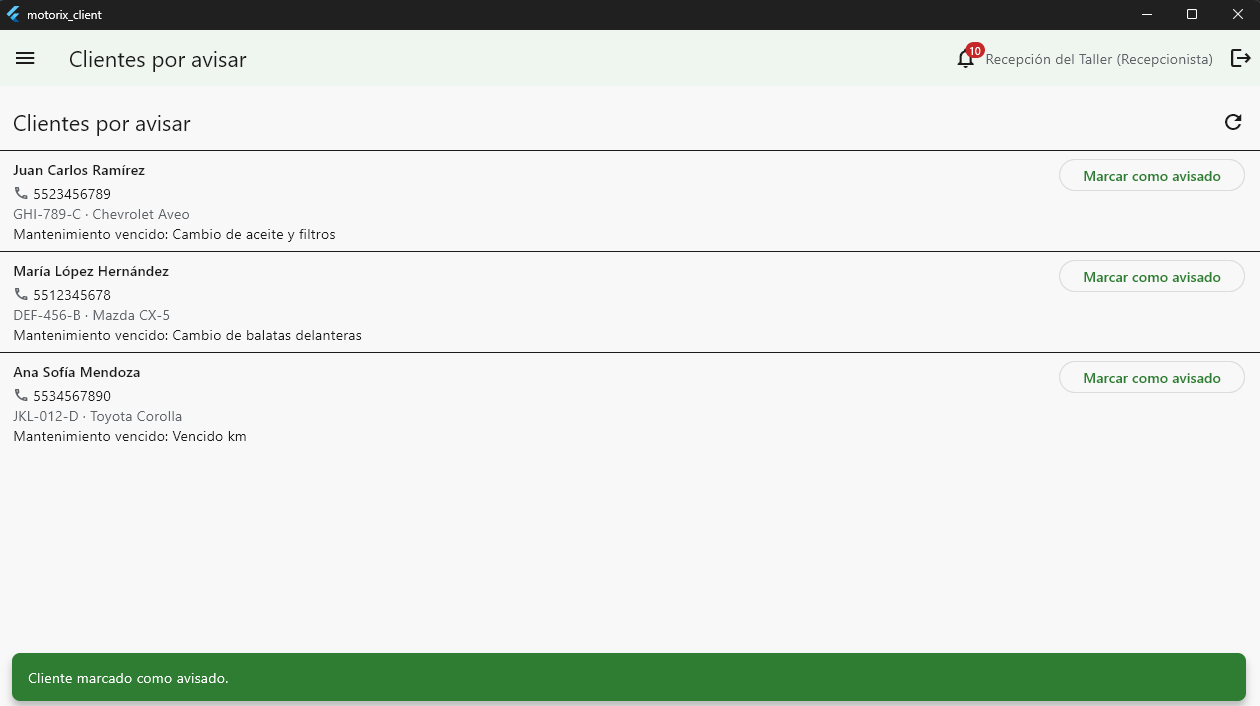 motorix_client
Clientes por avisar
10
Recepción del Taller (Recepcionista)
Clientes por avisar
Juan Carlos Ramírez
Marcar como avisado
5523456789
GHI-789-C · Chevrolet Aveo
Mantenimiento vencido: Cambio de aceite y filtros
María López Hernández
Marcar como avisado
5512345678
DEF-456-B · Mazda CX-5
Mantenimiento vencido: Cambio de balatas delanteras
Ana Sofía Mendoza
Marcar como avisado
5534567890
JKL-012-D · Toyota Corolla
Mantenimiento vencido: Vencido km
Cliente marcado como avisado.